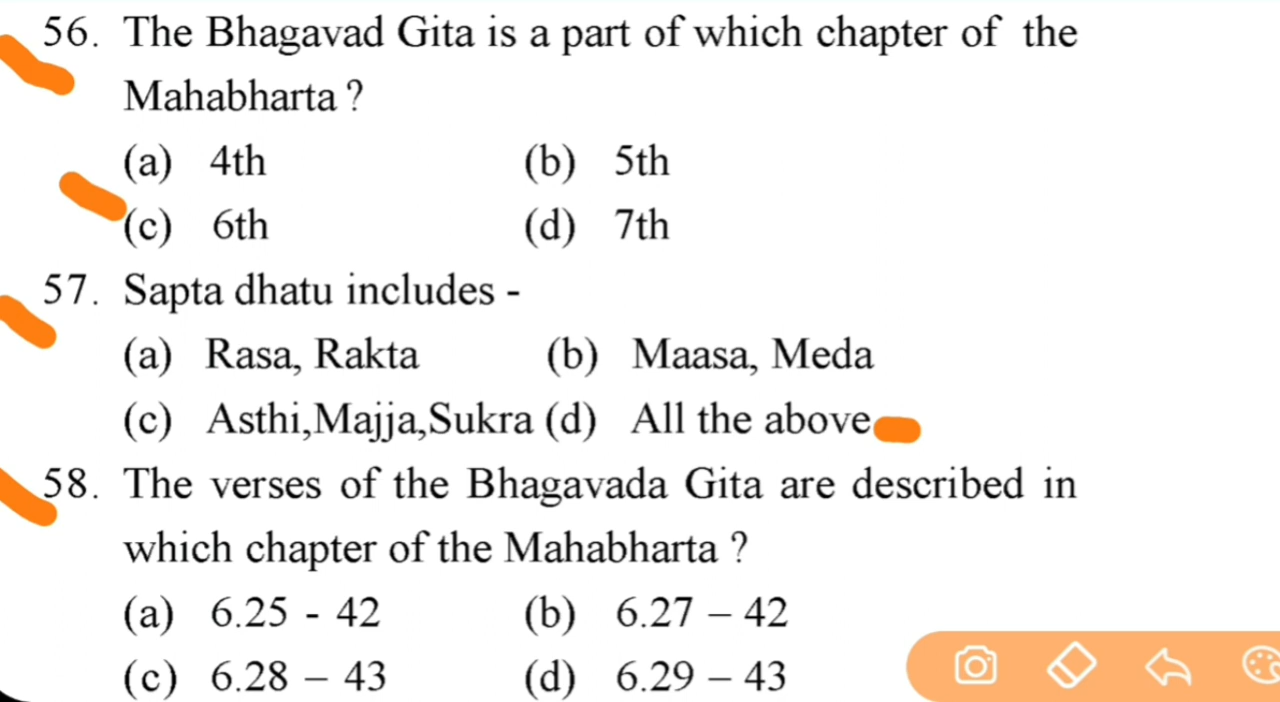 56. The Bhagavad Gita is a part of which chapter of the
Mahabharta ?
(a) 4th (b) 5th
(c) 6th (d) 7th
57. Sapta dhatu includes -
(a) Rasa, Rakta (b) Maasa, Meda
(c) Asthi,Majja,Sukra (d) All the above
58. The verses of the Bhagavada Gita are described in
which chapter of the Mahabharta ?
(a) 6.25 - 42 (b) 6.27 – 42
(c) 6.28 – 43 (d) 6.29 – 43